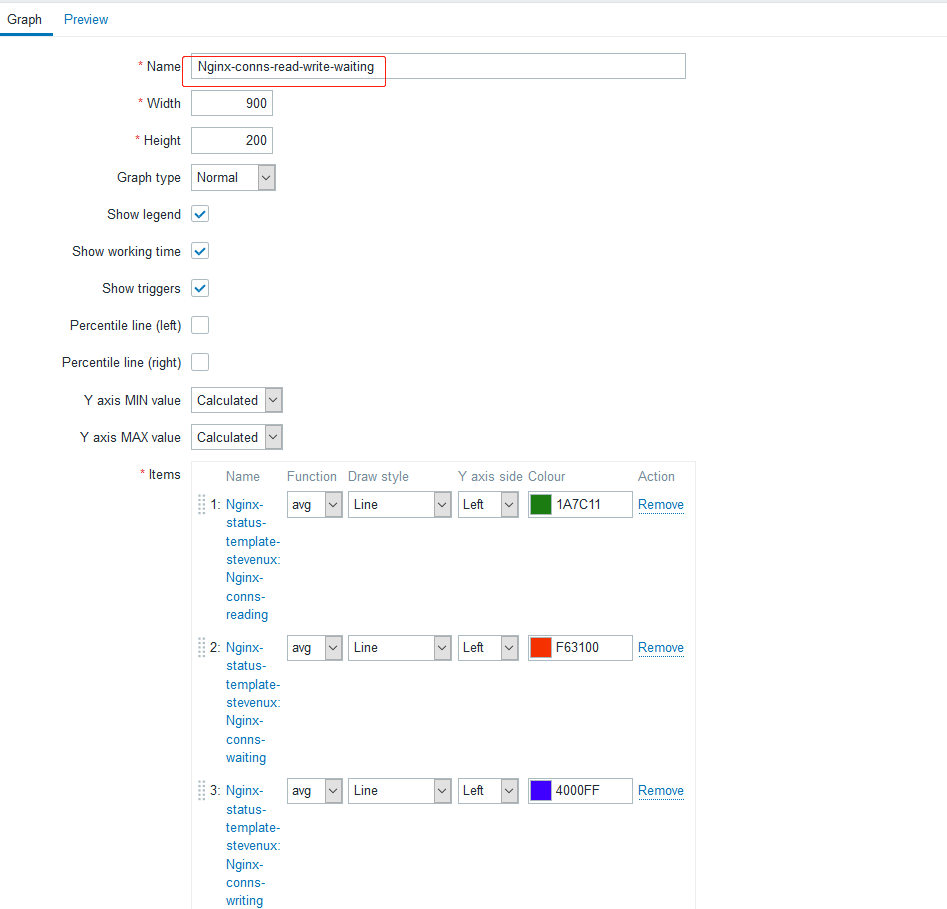 Graph Preview
* Name Nginx-conns-read-write-waiting
* Width 900
* Height 200
Graph type Normal
Show legend
Show working time
Show triggers
Percentile line (left)
Percentile line (right)
Y axis MIN value Calculated
Y axis MAX value Calculated
* Items Name Function Draw style Y axis side Colour Action
1: Nginx- avg Line Left 1A7C11 Remove
status-
template-
stevenux:
Nginx-
conns-
reading
2: Nginx- avg Line Left F63100 Remove
status-
template-
stevenux:
Nginx-
conns-
waiting
3: Nginx- avg Line Left 4000FF Remove
status-
template-
stevenux:
Nginx-
conns-
writing